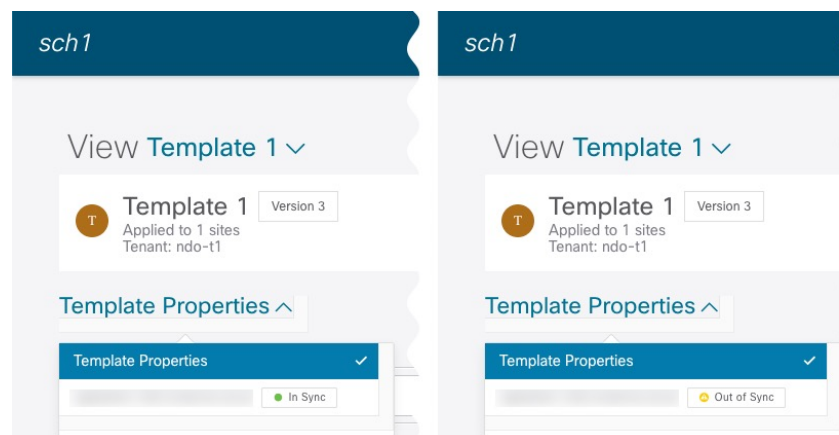 sch1
View Template 1
T
Template 1 Version 3
Applied to 1 sites
Tenant: ndo-t1
Template Properties
Template Properties
In Sync
sch1
View Template 1
T
Template 1 Version 3
Applied to 1 sites
Tenant: ndo-t1
Template Properties
Template Properties
Out of Sync